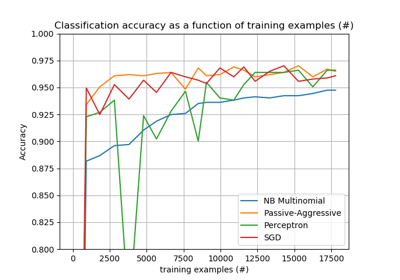 Classification accuracy as a function of training examples (#)
1.000
0.975
0.950
0.925
0.900
0.875
0.850
0.825
0.800
Accuracy
NB Multinomial
Passive-Aggressive
Perceptron
SGD
0 2500 5000 7500 10000 12500 15000 17500
training examples (#)